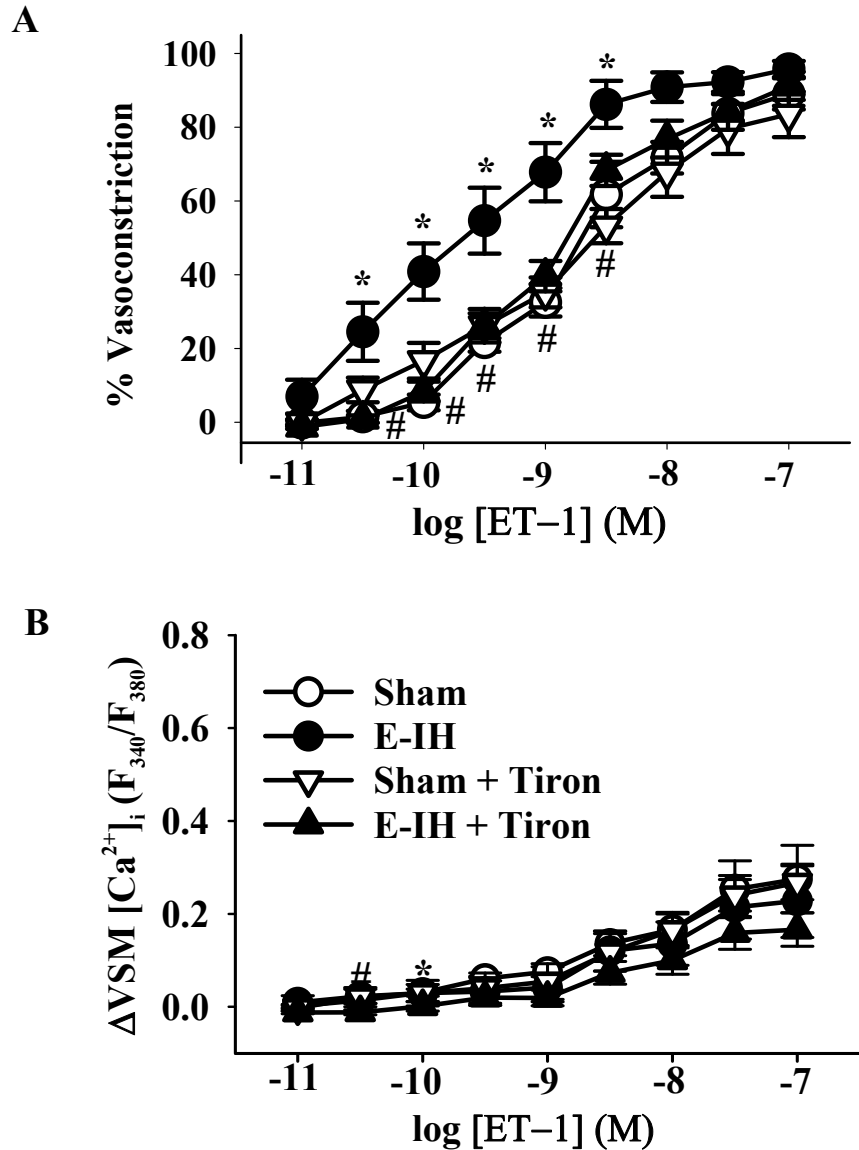 A
100
80
60
40
20
0
% Vasoconstriction
* * * * *
# # # # #
-11 -10 -9 -8 -7
log [ET−1] (M)
B
0.8
0.6
0.4
0.2
0.0
ΔVSM [Ca²⁺]ᵢ (F₃₄₀/F₃₈₀)
Sham
E-IH
Sham + Tiron
E-IH + Tiron
# *
-11 -10 -9 -8 -7
log [ET−1] (M)